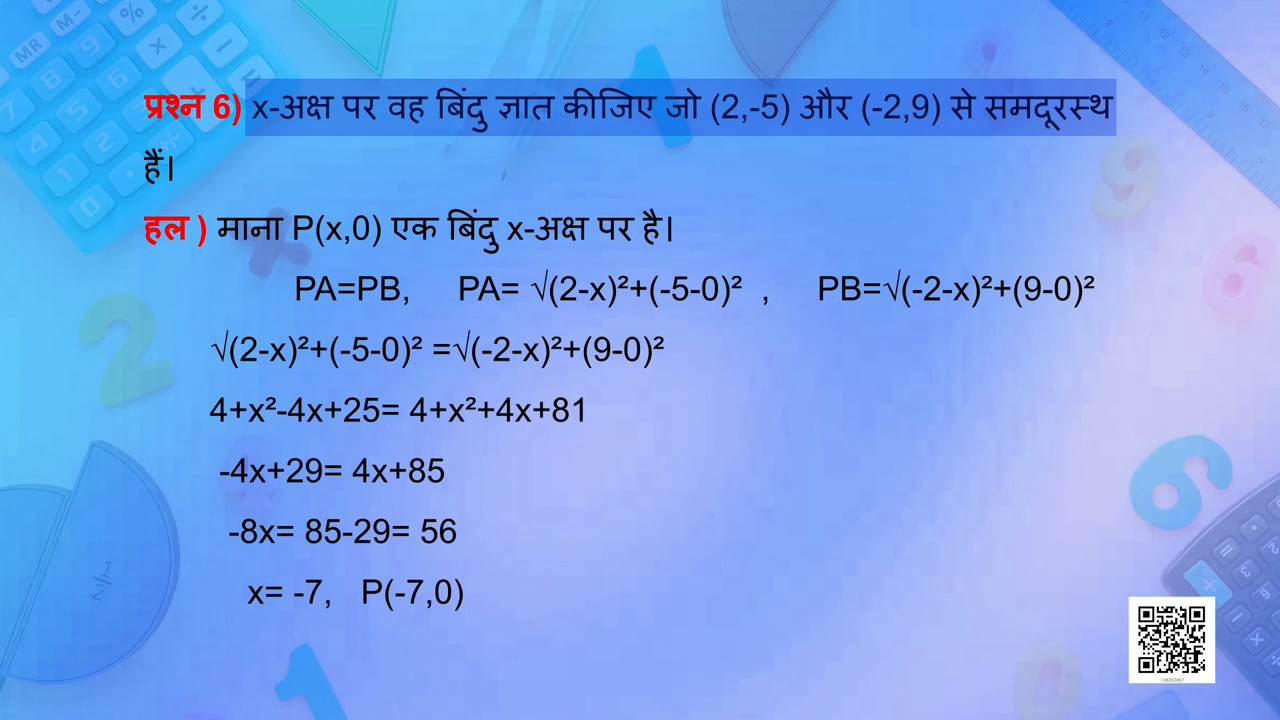 प्रश्न 6) x-अक्ष पर वह बिंदु ज्ञात कीजिए जो (2,-5) और (-2,9) से समदूरस्थ
हैं।
हल ) माना P(x,0) एक बिंदु x-अक्ष पर है।
PA=PB, PA= √(2-x)²+(-5-0)² , PB=√(-2-x)²+(9-0)²
√(2-x)²+(-5-0)² =√(-2-x)²+(9-0)²
4+x²-4x+25= 4+x²+4x+81
-4x+29= 4x+85
-8x= 85-29= 56
x= -7, P(-7,0)